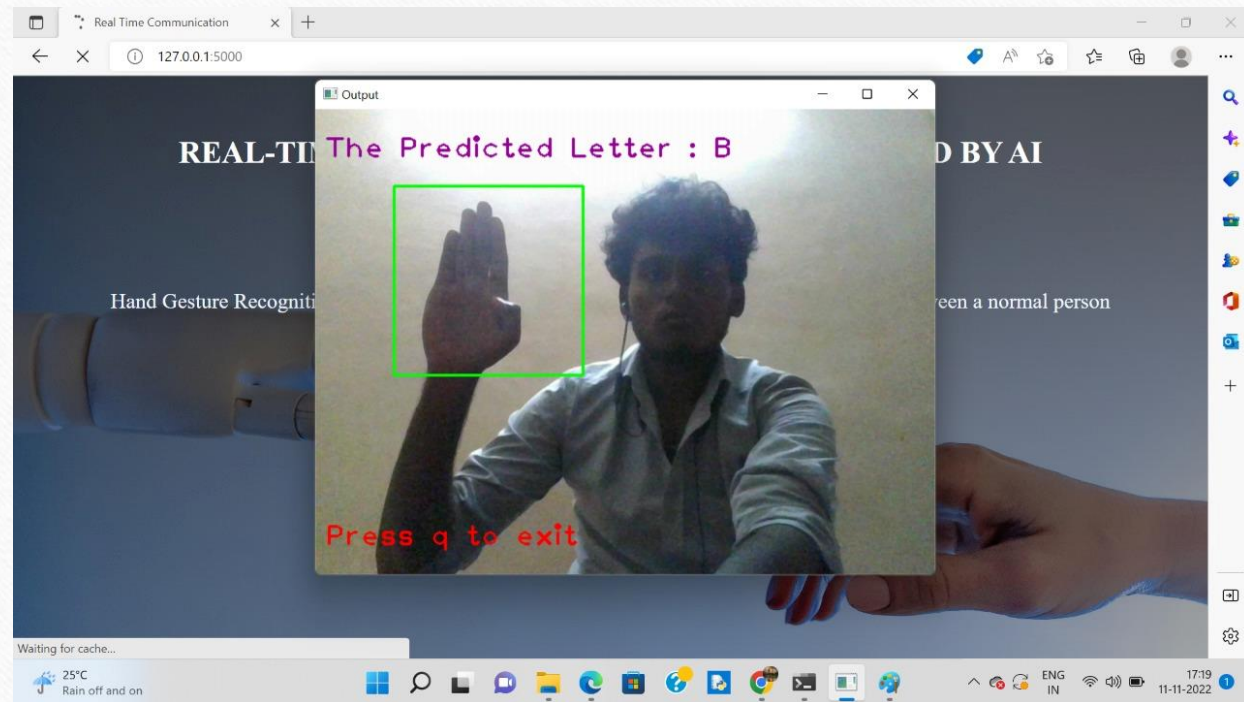 Real Time Communication
127.0.0.1:5000
Output
REAL-TI
The Predicted Letter : B
D BY AI
Hand Gesture Recogniti
een a normal person
Press q to exit
Waiting for cache...
25°C
Rain off and on
ENG
IN
17:19
11-11-2022
1